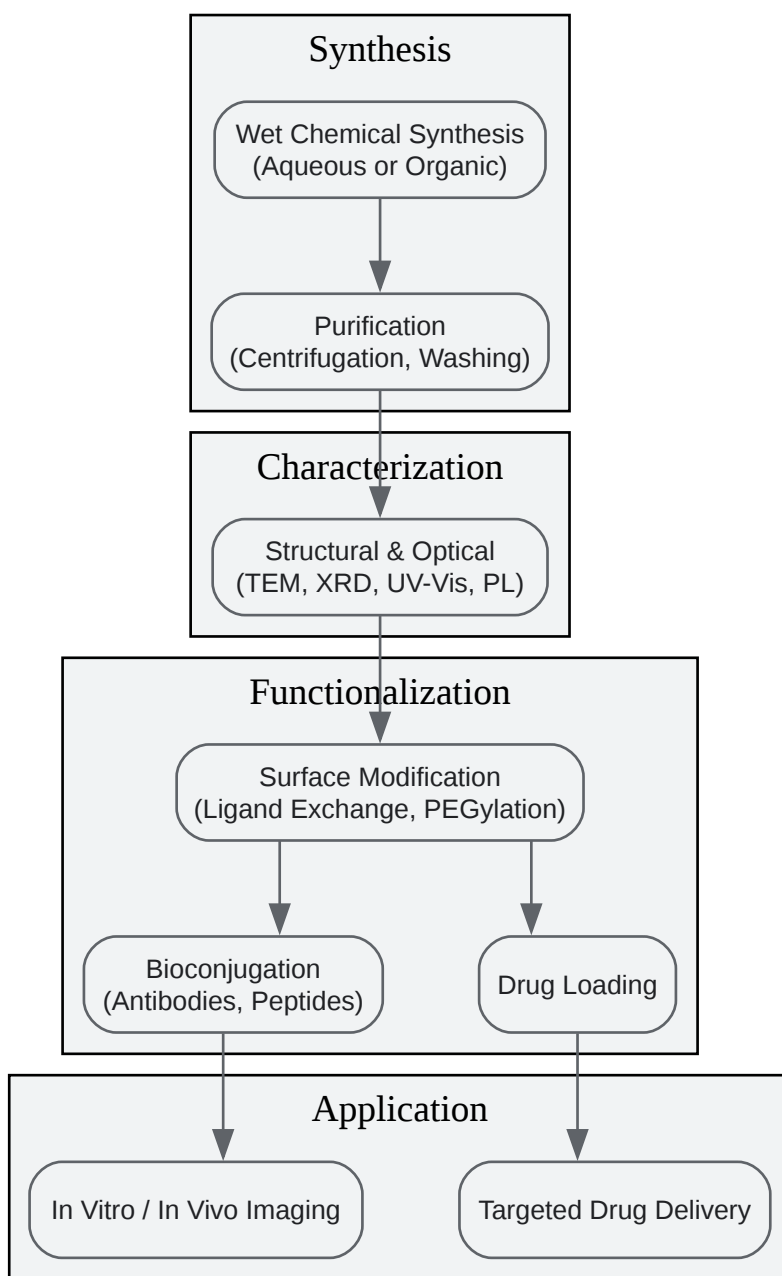 Synthesis
Wet Chemical Synthesis
(Aqueous or Organic)
Purification
(Centrifugation, Washing)
Characterization
Structural & Optical
(TEM, XRD, UV-Vis, PL)
Functionalization
Surface Modification
(Ligand Exchange, PEGylation)
Bioconjugation
(Antibodies, Peptides)
Drug Loading
Application
In Vitro / In Vivo Imaging
Targeted Drug Delivery